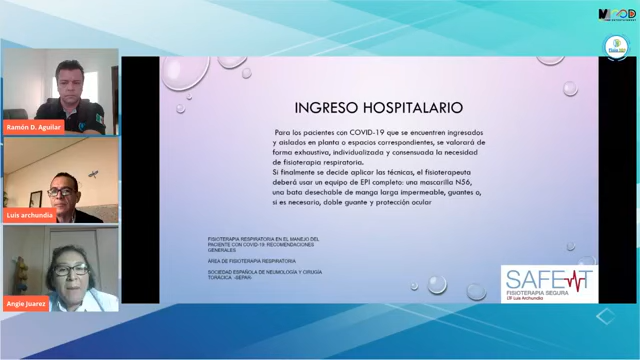 Ramón D. Aguilar
Luis archundia
Angie Juarez
INGRESO HOSPITALARIO
Para los pacientes con COVID-19 que se encuentren ingresados
y aislados en planta o espacios correspondientes, se valorará de
forma exhaustiva, individualizada y consensuada la necesidad
de fisioterapia respiratoria.
Si finalmente se decide aplicar las técnicas, el fisioterapeuta
deberá usar un equipo de EPI completo: una mascarilla N56,
una bata desechable de manga larga impermeable, guantes o,
si es necesario, doble guante y protección ocular
FISIOTERAPIA RESPIRATORIA EN EL MANEJO DEL
PACIENTE CON COVID-19: RECOMENDACIONES
GENERALES
ÁREA DE FISIOTERAPIA RESPIRATORIA
SOCIEDAD ESPAÑOLA DE NEUMOLOGÍA Y CIRUGÍA
TORÁCICA -SEPAR-
FISIOTERAPIA SEGURA
Luis Archundia